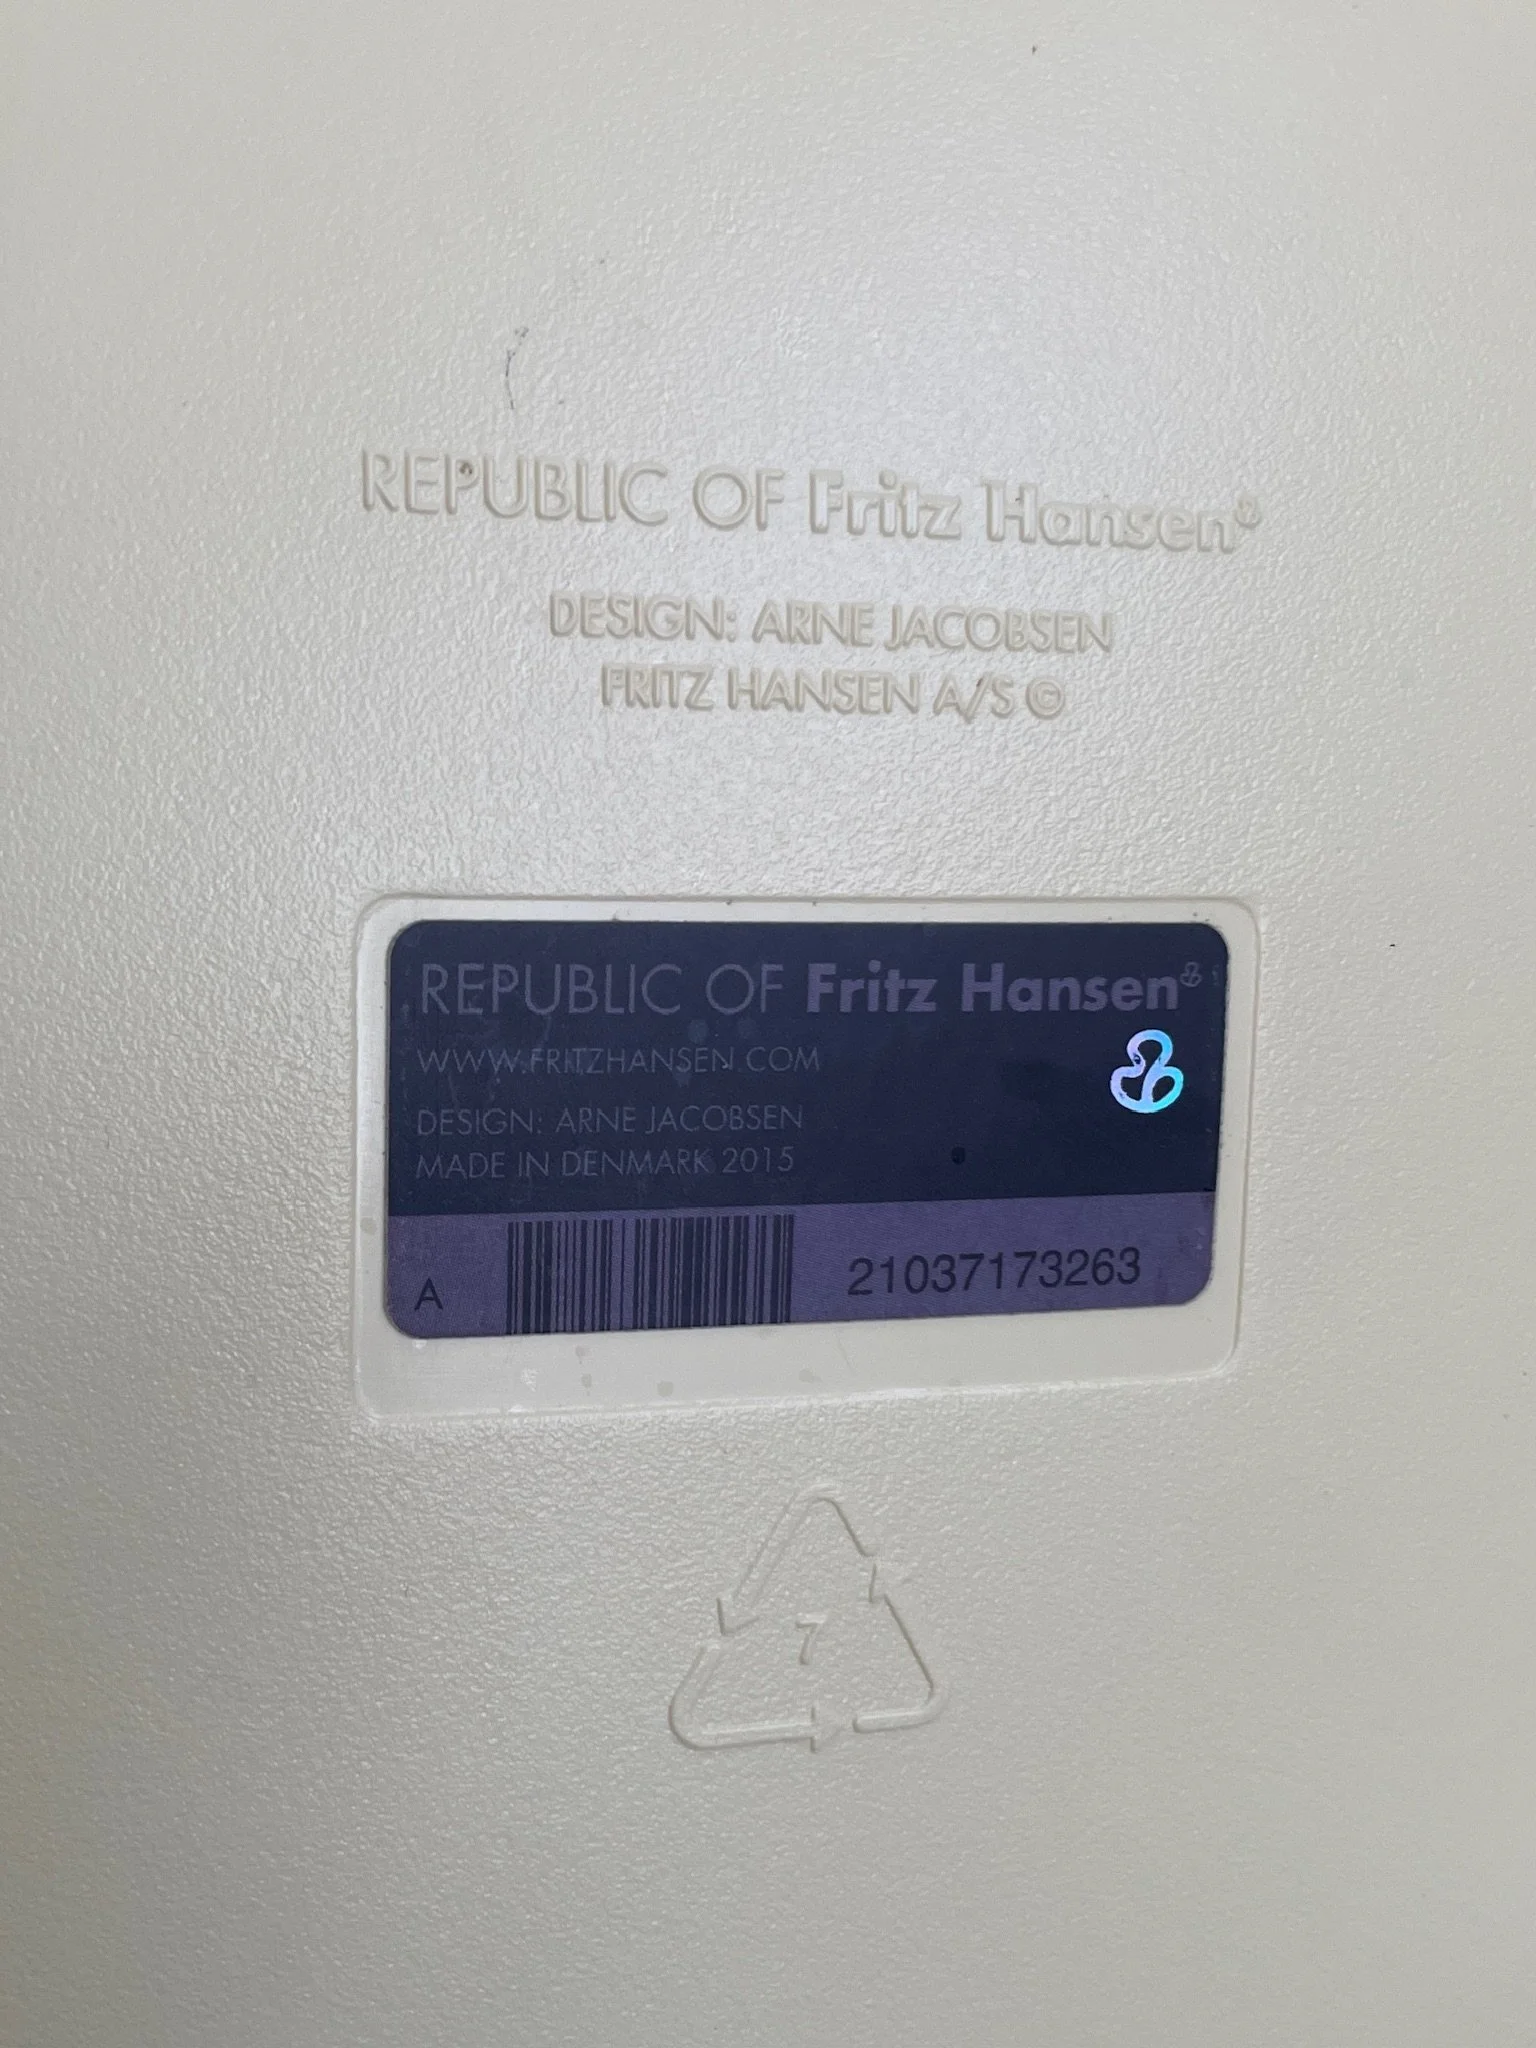 REPUBLIC OF Fritz Hansen
DESIGN: ARNE JACOBSEN
FRITZ HANSEN A/S ©
REPUBLIC OF Fritz Hansen
WWW.FRITZHANSEN.COM
DESIGN: ARNE JACOBSEN
MADE IN DENMARK 2015
A
21037173263
7